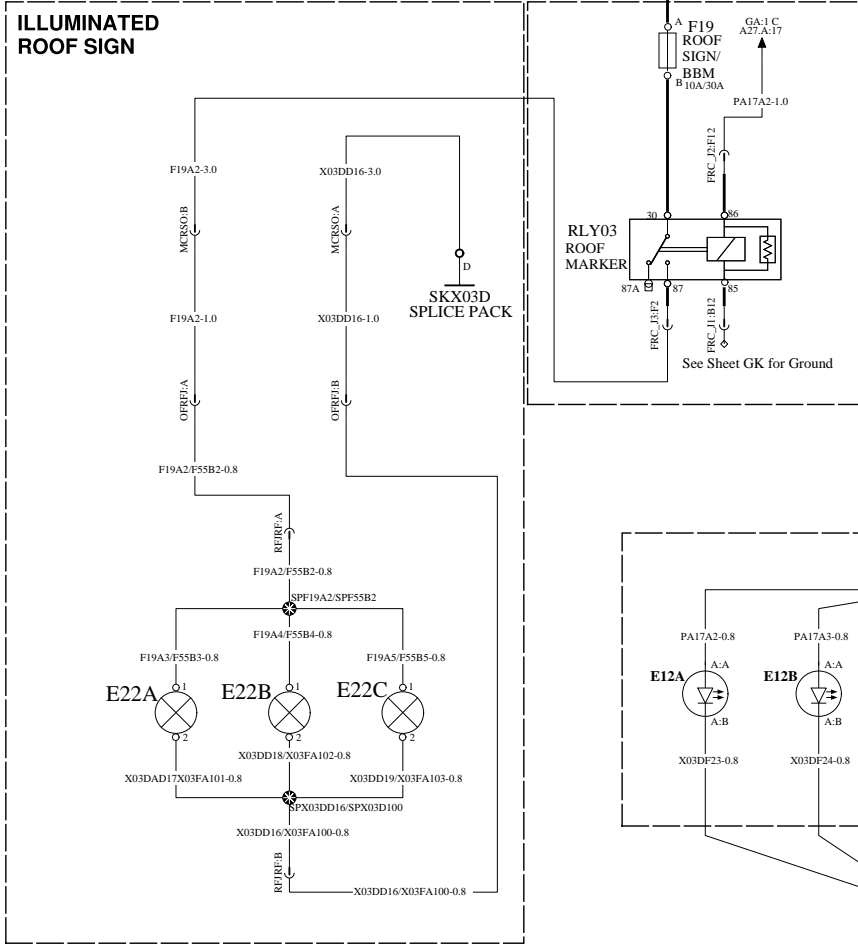 ILLUMINATED
ROOF SIGN
A
F19
ROOF
SIGN/
BBM
B
10A/30A
GA:1 C
A27.A:17
PA17A2-1.0
FRC_J2:F12
F19A2-3.0
X03DD16-3.0
MCRSO:B
MCRSO:A
D
SKX03D
SPLICE PACK
30
86
RLY03
ROOF
MARKER
87A
87
85
FRC_J3:F2
FRC_J1:B12
See Sheet GK for Ground
F19A2-1.0
X03DD16-1.0
OFRFJ:A
OFRFJ:B
F19A2/F55B2-0.8
RFJRF:A
F19A2/F55B2-0.8
SPF19A2/SPF55B2
F19A4/F55B4-0.8
F19A3/F55B3-0.8
F19A5/F55B5-0.8
E22A
1
2
E22B
1
2
E22C
1
2
X03DD18/X03FA102-0.8
X03DAD17X03FA101-0.8
X03DD19/X03FA103-0.8
SPX03DD16/SPX03D100
X03DD16/X03FA100-0.8
RFJRF:B
X03DD16/X03FA100-0.8
PA17A2-0.8
PA17A3-0.8
E12A
A:A
A:B
E12B
A:A
A:B
X03DF23-0.8
X03DF24-0.8